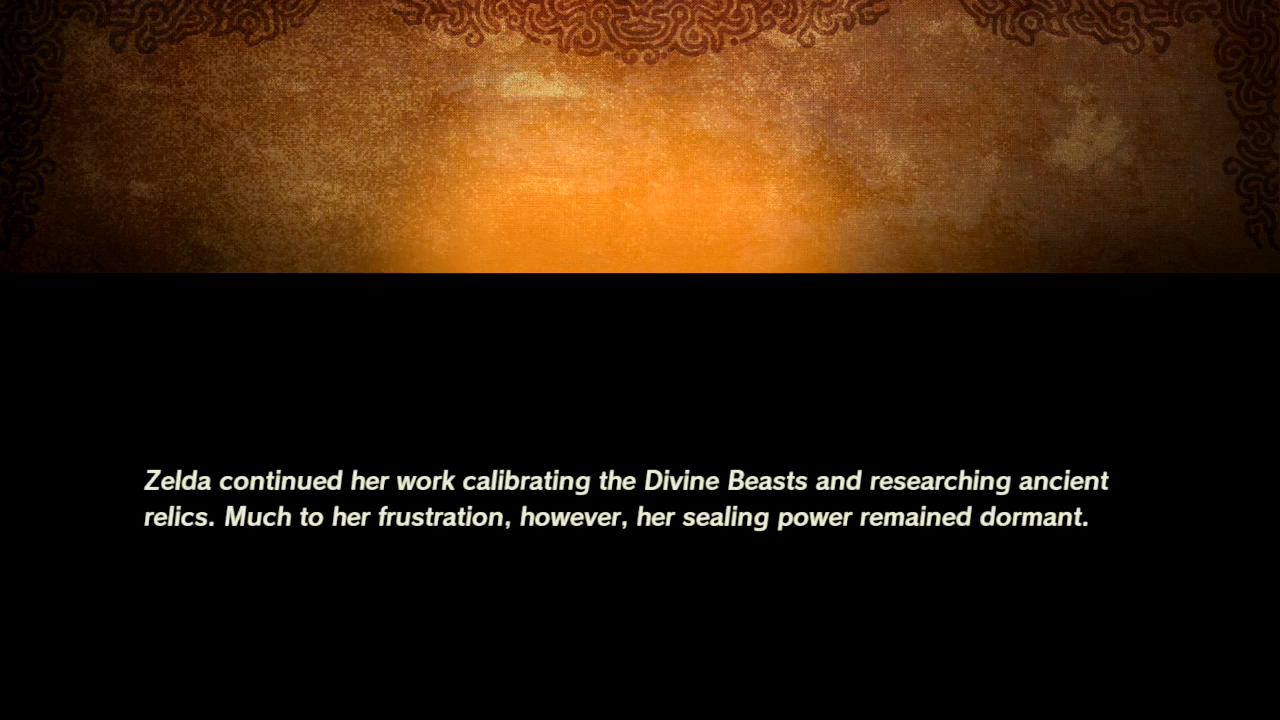 Zelda continued her work calibrating the Divine Beasts and researching ancient
relics. Much to her frustration, however, her sealing power remained dormant.